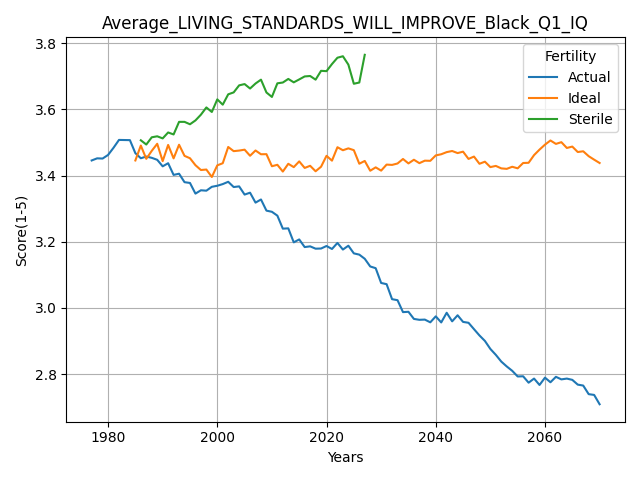 Average_LIVING_STANDARDS_WILL_IMPROVE_Black_Q1_IQ
Fertility
Actual
Ideal
Sterile
Score(1-5)
3.8
3.6
3.4
3.2
3.0
2.8
1980 2000 2020 2040 2060
Years